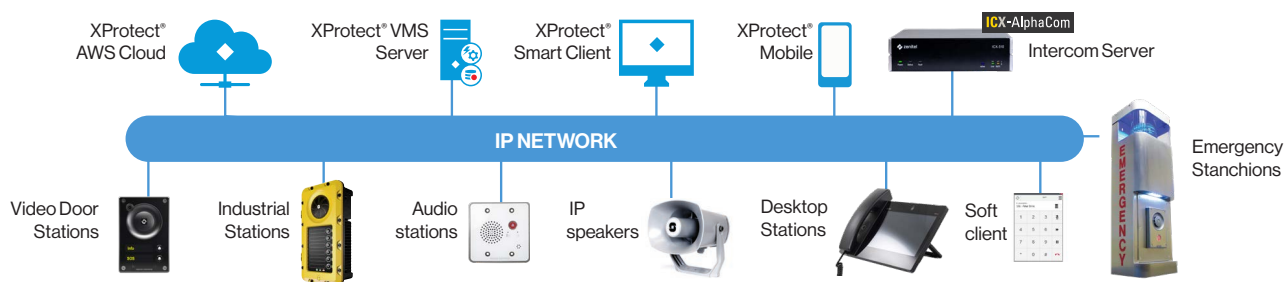 XProtect®
AWS Cloud
XProtect® VMS
Server
XProtect®
Smart Client
XProtect®
Mobile
ICX-AlphaCom
Intercom Server
zenitel
IP NETWORK
Video Door
Stations
Industrial
Stations
Audio
stations
IP
speakers
Desktop
Stations
Soft
client
EMERGENCY
Emergency
Stanchions